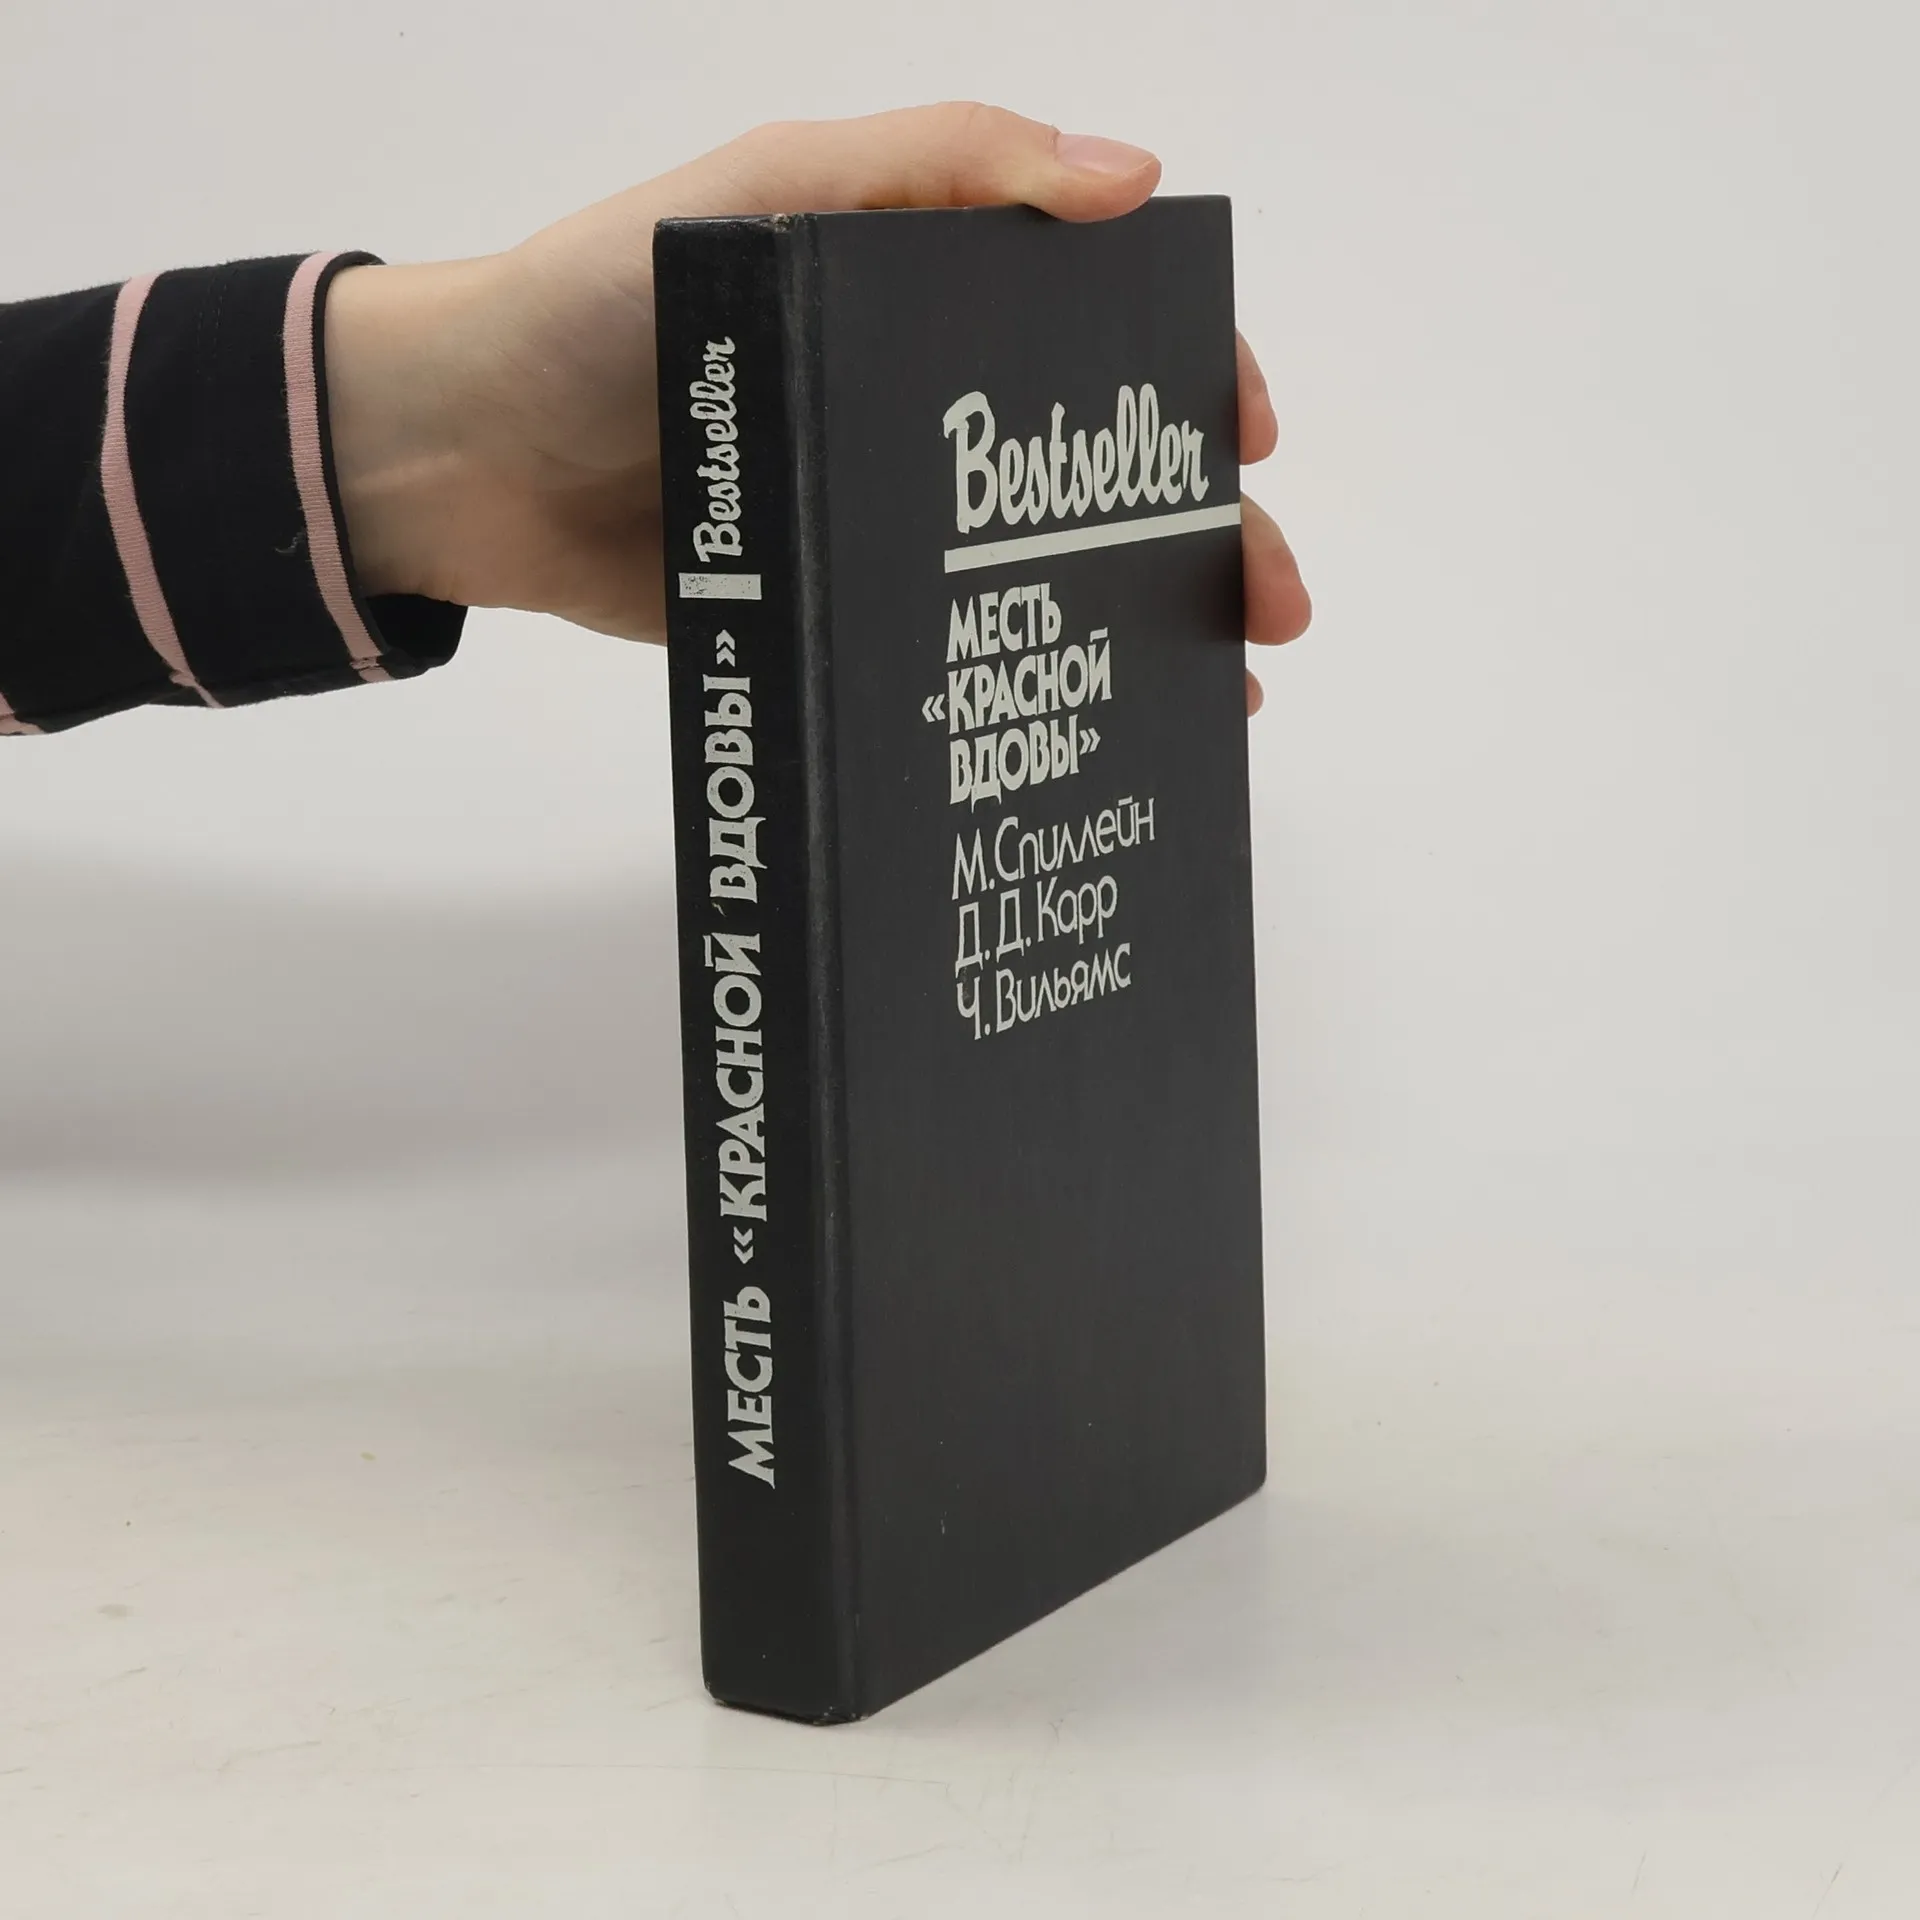 Bestseller
МЕСТЬ «КРАСНОЙ ВДОВЫ»
Bestseller
МЕСТЬ
«КРАСНОЙ
ВДОВЫ»
М. Спиллейн
Д. Д. Карр
Ч. Вильямс